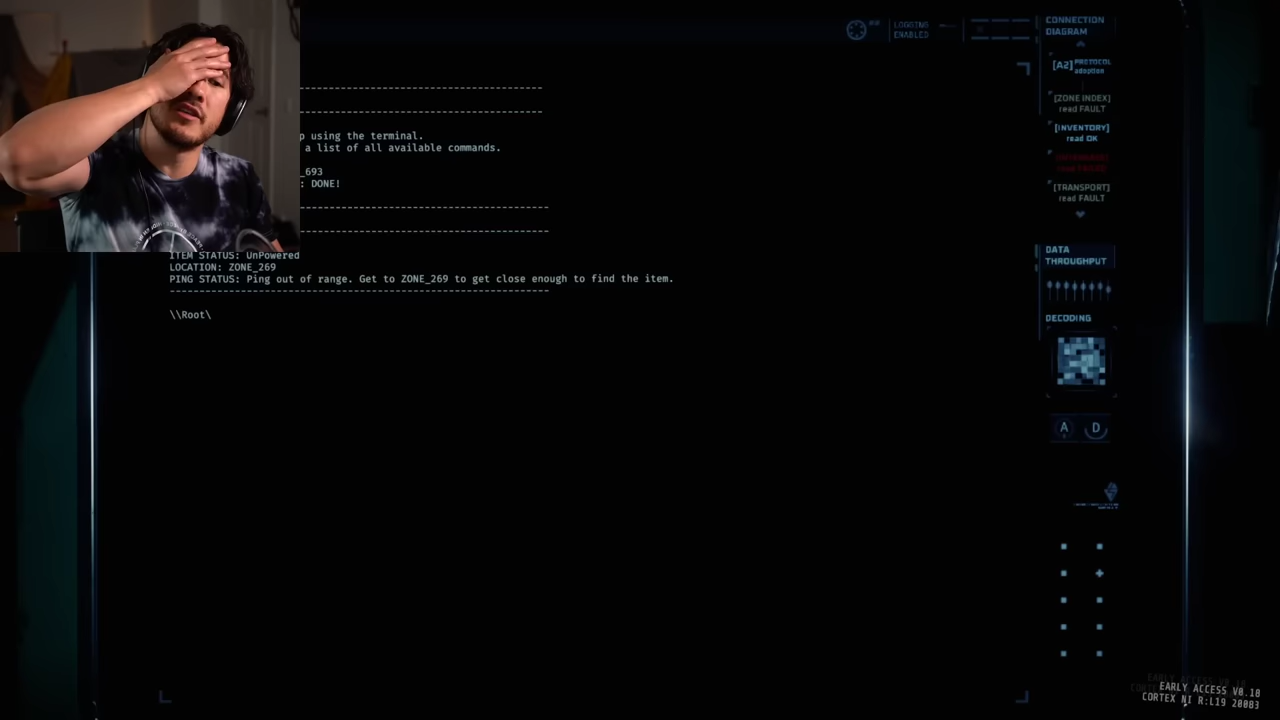 LOGGING
ENABLED
CONNECTION
DIAGRAM
[A2] PROTOCOL
adoption
[ZONE INDEX]
read FAULT
[INVENTORY]
read OK
read FAILED
[TRANSPORT]
read FAULT
DATA
THROUGHPUT
DECODING
A D
-----------------------------------------
-----------------------------------------
using the terminal.
a list of all available commands.
_693
: DONE!
------------------------------------------
------------------------------------------
ITEM STATUS: UnPowered
LOCATION: ZONE_269
PING STATUS: Ping out of range. Get to ZONE_269 to get close enough to find the item.
----------------------------------------------------------------
\\Root\
EARLY ACCESS V0.18
CORTEX NI R:L19 20083